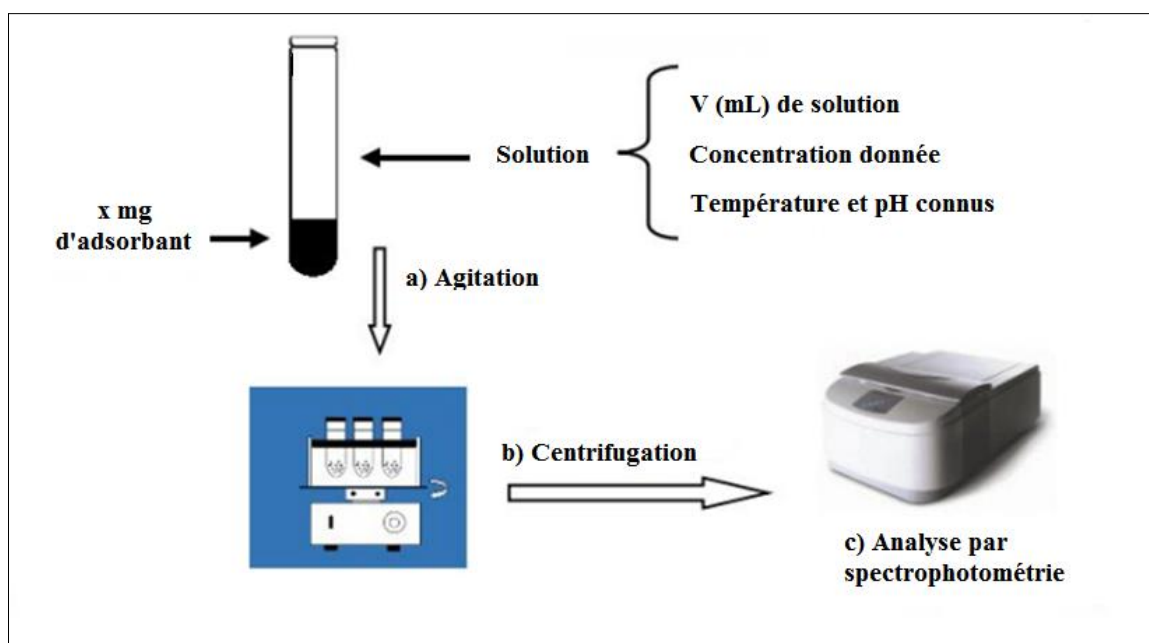 V (mL) de solution
Solution
Concentration donnée
Température et pH connus
x mg
d'adsorbant
a) Agitation
b) Centrifugation
c) Analyse par
spectrophotométrie